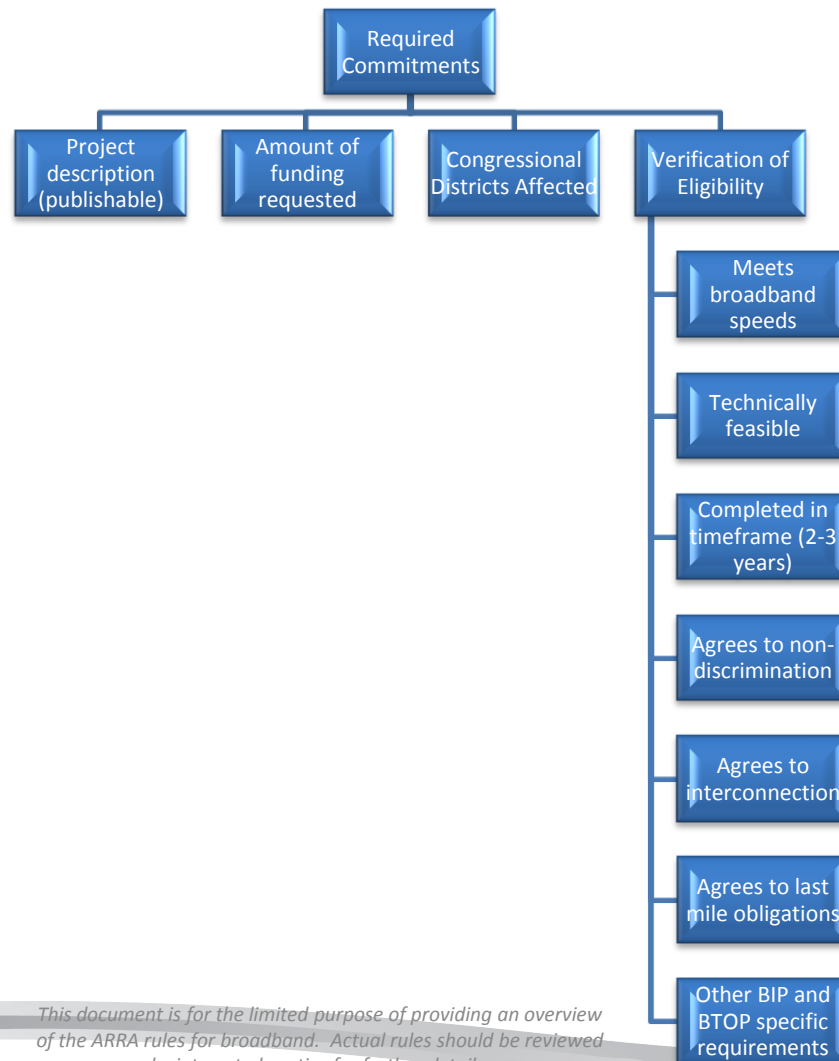 Required
Commitments
Project
description
(publishable)
Amount of
funding
requested
Congressional
Districts Affected
Verification of
Eligibility
Meets
broadband
speeds
Technically
feasible
Completed in
timeframe (2-3
years)
Agrees to non-
discrimination
Agrees to
interconnection
Agrees to last
mile obligations
Other BIP and
BTOP specific
requirements
This document is for the limited purpose of providing an overview
of the ARRA rules for broadband.  Actual rules should be reviewed